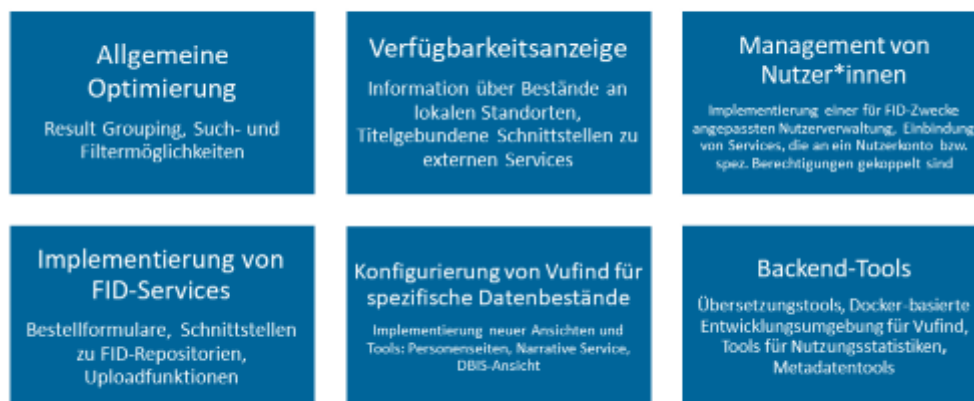 Allgemeine
Optimierung
Result Grouping, Such- und
Filtermöglichkeiten
Verfügbarkeitsanzeige
Information über Bestände an
lokalen Standorten,
Titelgebundene Schnittstellen zu
externen Services
Management von
Nutzer*innen
Implementierung einer für FID-Zwecke
angepassten Nutzerverwaltung, Einbindung
von Services, die an ein Nutzerkonto bzw.
spez. Berechtigungen gekoppelt sind
Implementierung von
FID-Services
Bestellformulare, Schnittstellen
zu FID-Repositorien,
Uploadfunktionen
Konfigurierung von Vufind für
spezifische Datenbestände
Implementierung neuer Ansichten und
Tools: Personenseiten, Narrative Service,
DBIS-Ansicht
Backend-Tools
Übersetzungstools, Docker-basierte
Entwicklungsumgebung für Vufind,
Tools für Nutzungsstatistiken,
Metadatentools